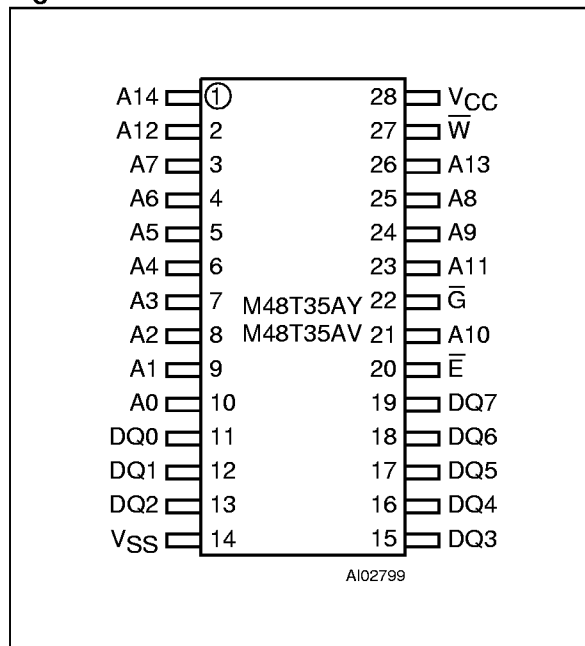 A14 1 28 VCC
A12 2 27 W̅
A7 3 26 A13
A6 4 25 A8
A5 5 24 A9
A4 6 23 A11
A3 7 M48T35AY 22 G̅
A2 8 M48T35AV 21 A10
A1 9 20 E̅
A0 10 19 DQ7
DQ0 11 18 DQ6
DQ1 12 17 DQ5
DQ2 13 16 DQ4
VSS 14 15 DQ3
AI02799